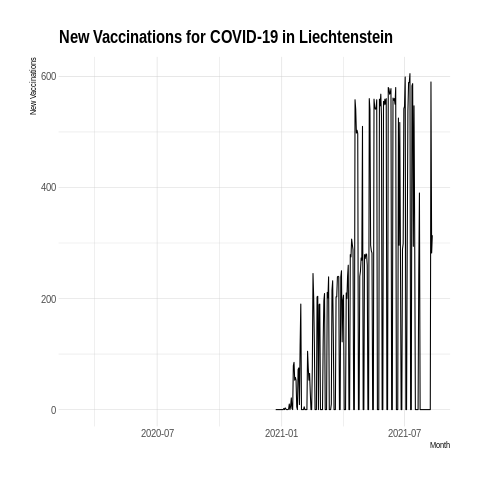 New Vaccinations for COVID-19 in Liechtenstein
New Vaccinations
600
400
200
0
2020-07
2021-01
2021-07
Month